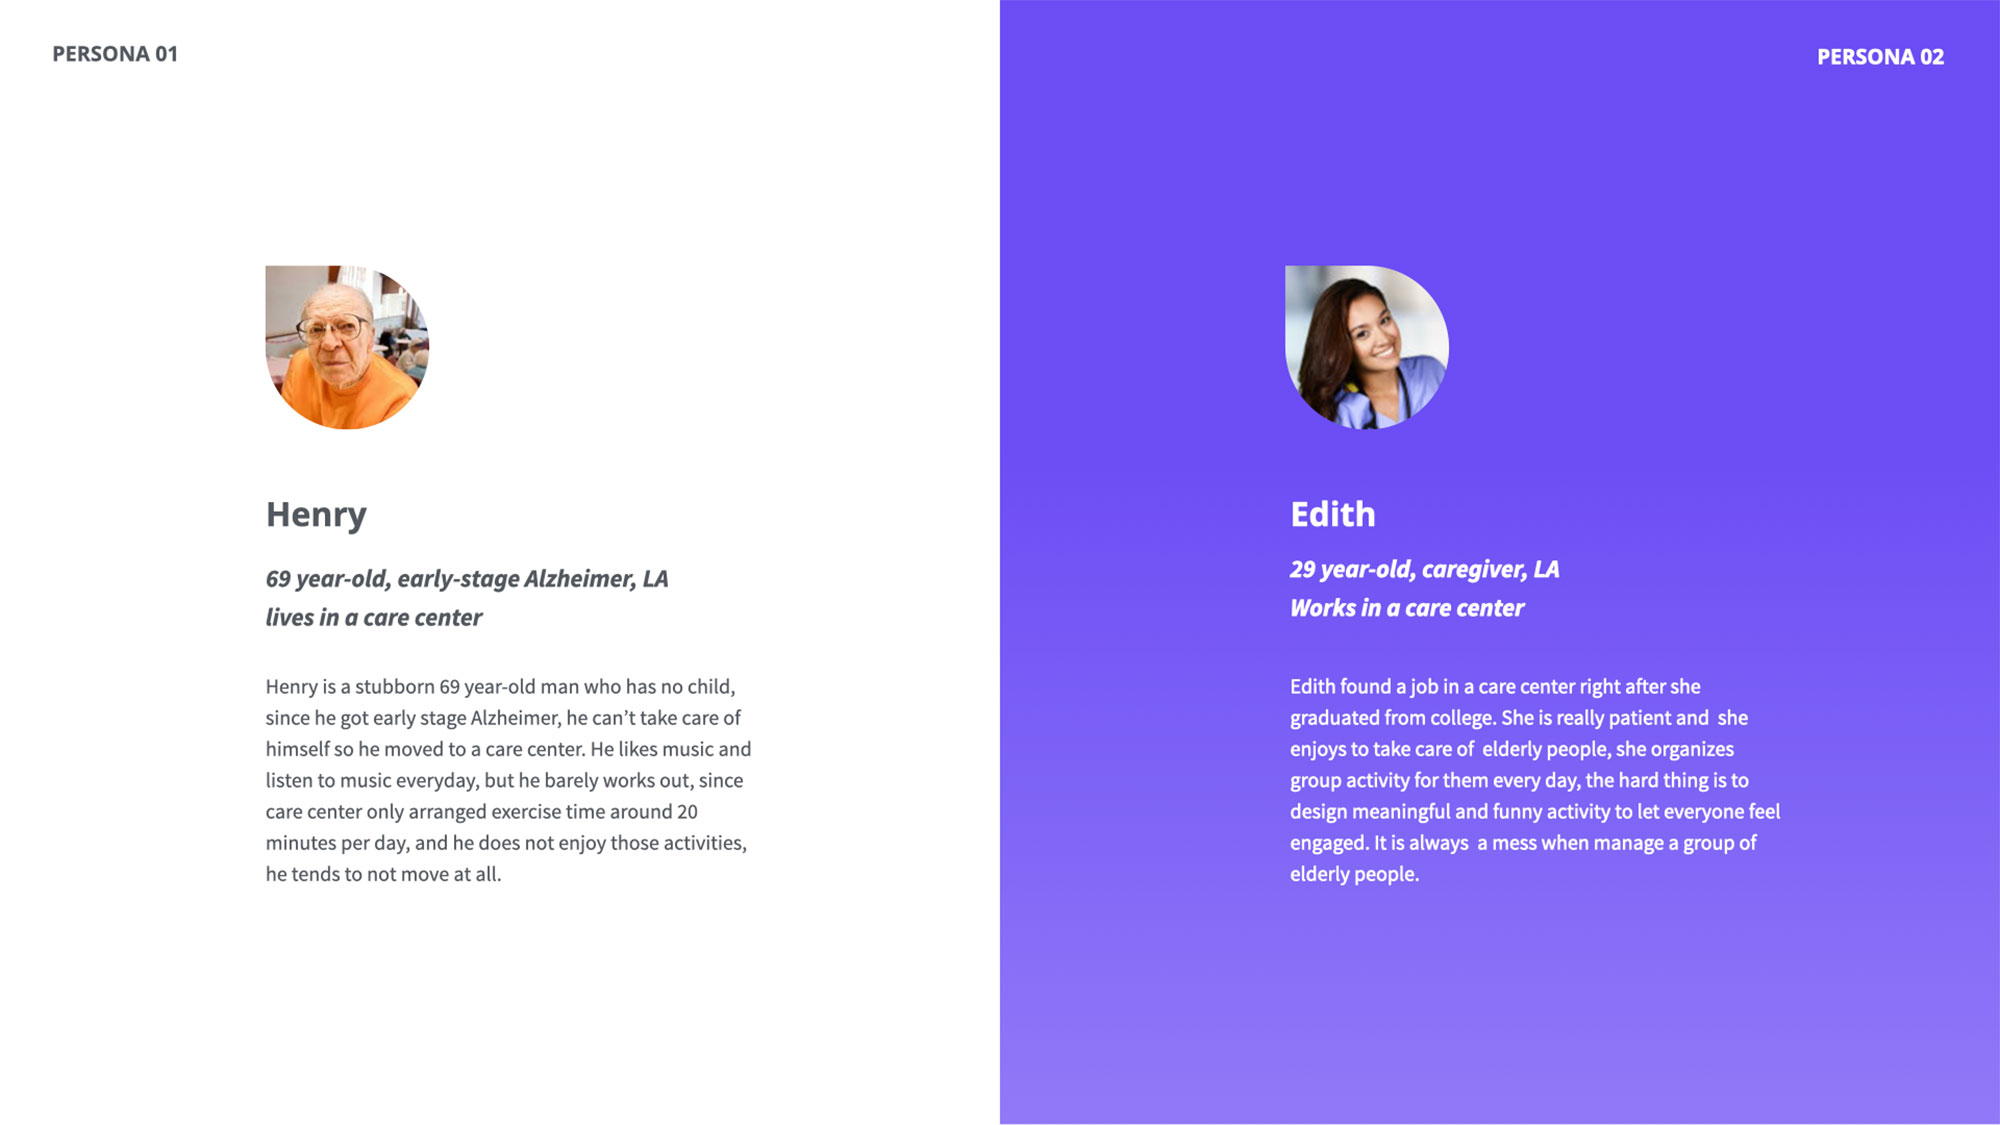 PERSONA 01
Henry
69 year-old, early-stage Alzheimer, LA
lives in a care center
Henry is a stubborn 69 year-old man who has no child,
since he got early stage Alzheimer, he can’t take care of
himself so he moved to a care center. He likes music and
listen to music everyday, but he barely works out, since
care center only arranged exercise time around 20
minutes per day, and he does not enjoy those activities,
he tends to not move at all.
PERSONA 02
Edith
29 year-old, caregiver, LA
Works in a care center
Edith found a job in a care center right after she
graduated from college. She is really patient and  she
enjoys to take care of  elderly people, she organizes
group activity for them every day, the hard thing is to
design meaningful and funny activity to let everyone feel
engaged. It is always  a mess when manage a group of
elderly people.